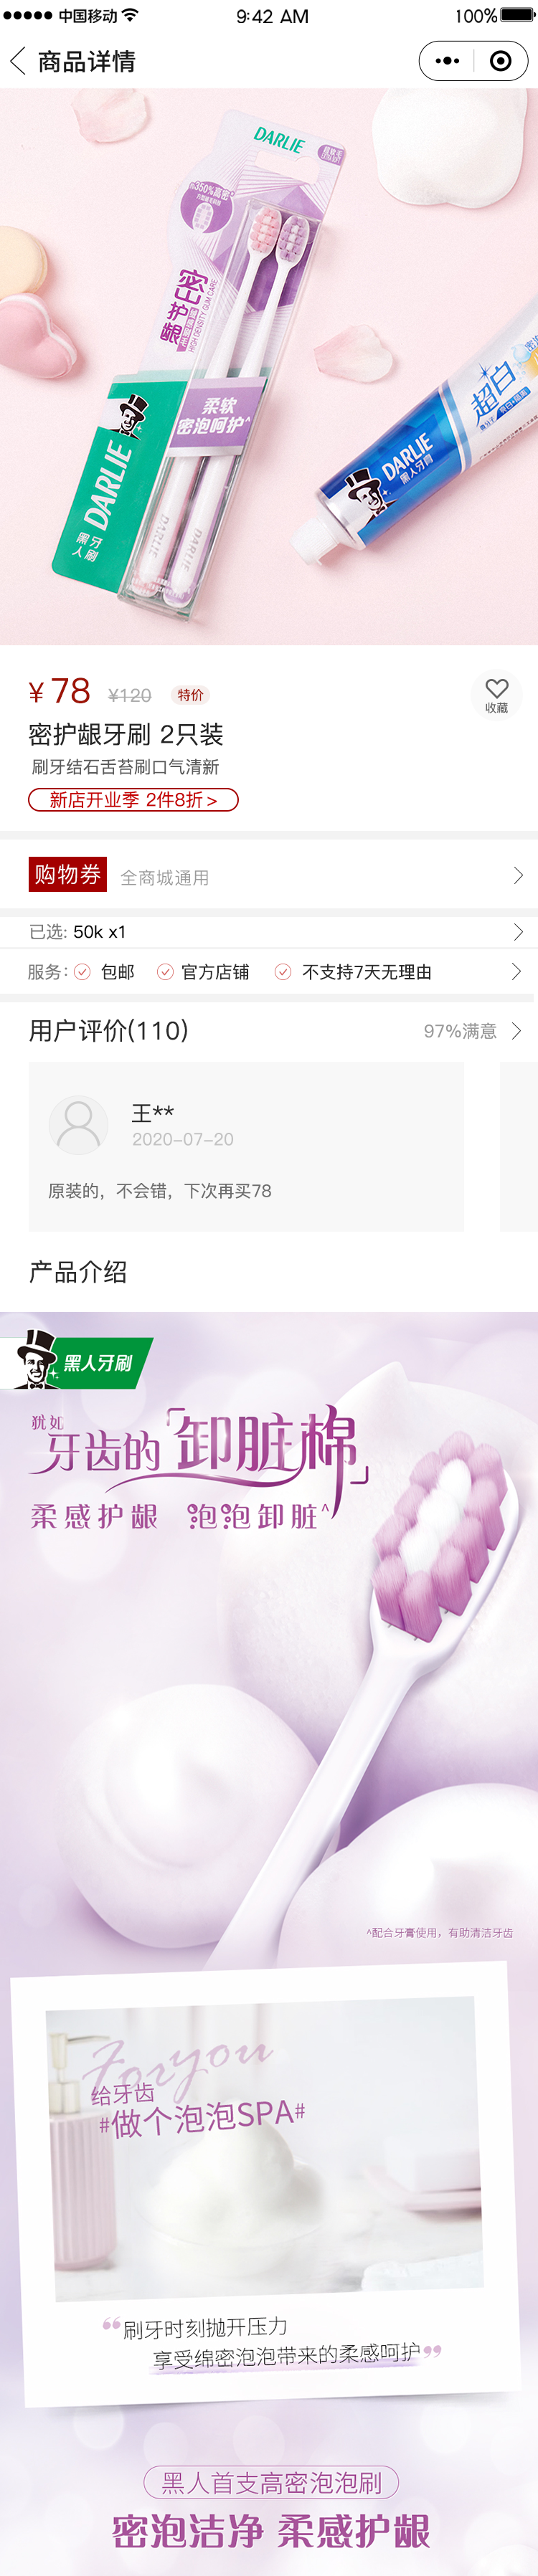 中国移动 9:42 AM 100%
商品详情
DARLIE
350%高密
密护龈
HIGH DENSITY GUM CARE
柔软
密泡呵护^
DARLIE
黑人牙刷
DARLIE
DARLIE
超白
DARLIE
黑人牙膏
¥ 78 ¥120 特价
收藏
密护龈牙刷 2只装
刷牙结石舌苔刷口气清新
新店开业季 2件8折 >
购物券 全商城通用
已选: 50k x1
服务: 包邮 官方店铺 不支持7天无理由
用户评价(110) 97%满意
王**
2020-07-20
原装的，不会错，下次再买78
产品介绍
黑人牙刷
犹如
牙齿的「卸脏棉」
柔感护龈 泡泡卸脏^
^配合牙膏使用，有助清洁牙齿
Foryou
给牙齿
#做个泡泡SPA#
“刷牙时刻抛开压力
享受绵密泡泡带来的柔感呵护”
黑人首支高密泡泡刷
密泡洁净 柔感护龈